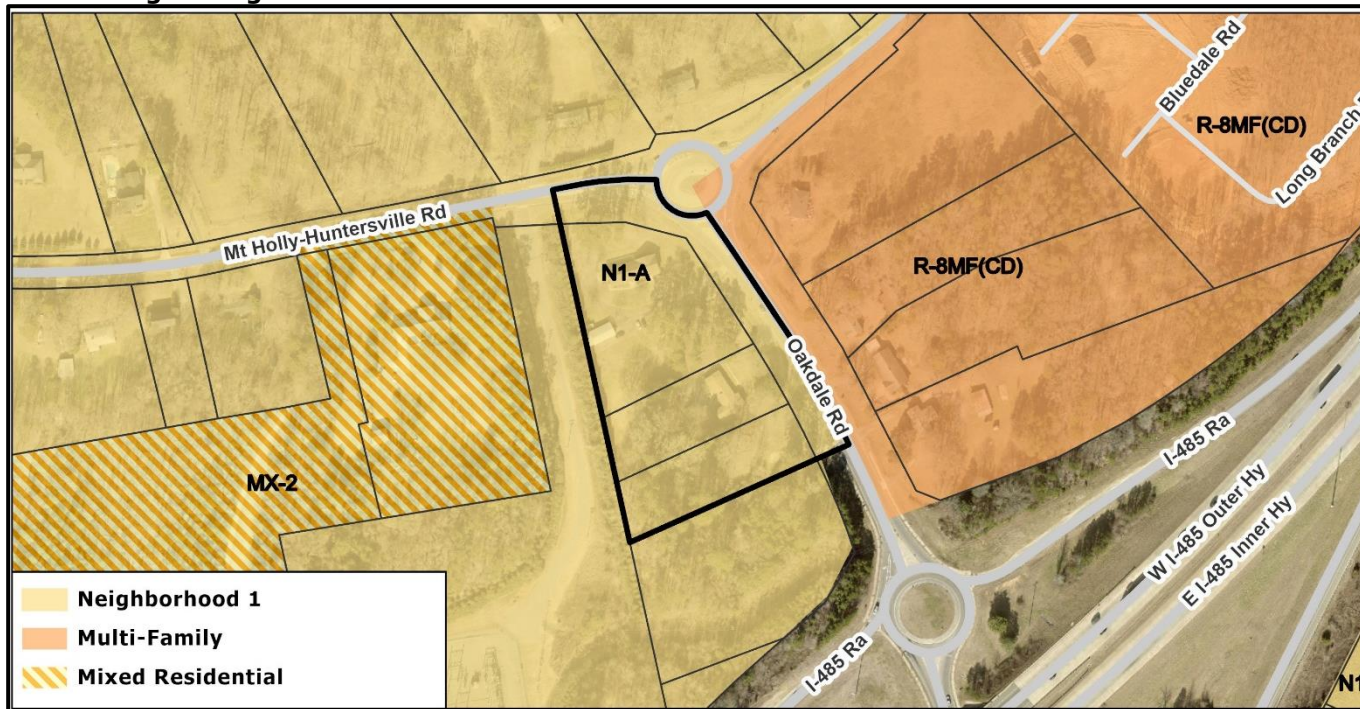 Bluedale Rd
R-8MF(CD)
Long Branch
Mt Holly-Huntersville Rd
N1-A
R-8MF(CD)
Oakdale Rd
I-485 Ra
MX-2
W I-485 Outer Hy
E I-485 Inner Hy
Neighborhood 1
Multi-Family
Mixed Residential
I-485 Ra
N1